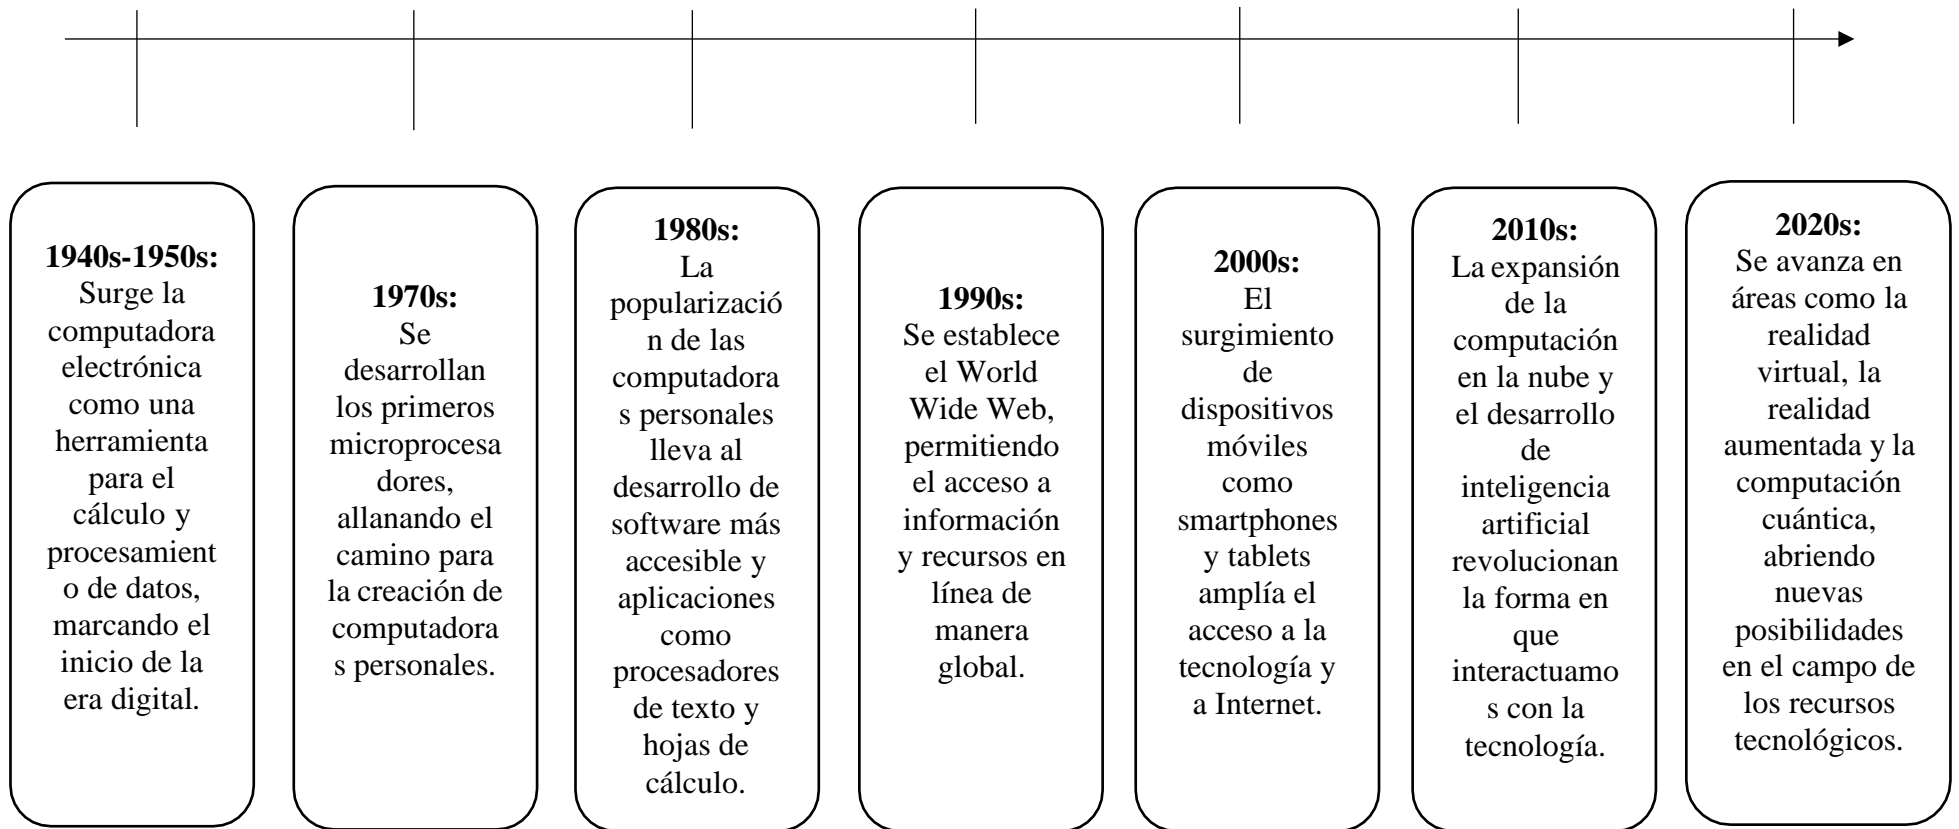 1940s-1950s:
Surge la
computadora
electrónica
como una
herramienta
para el
cálculo y
procesamient
o de datos,
marcando el
inicio de la
era digital.
1970s:
Se
desarrollan
los primeros
microprocesa
dores,
allanando el
camino para
la creación de
computadora
s personales.
1980s:
La
popularizació
n de las
computadora
s personales
lleva al
desarrollo de
software más
accesible y
aplicaciones
como
procesadores
de texto y
hojas de
cálculo.
1990s:
Se establece
el World
Wide Web,
permitiendo
el acceso a
información
y recursos en
línea de
manera
global.
2000s:
El
surgimiento
de
dispositivos
móviles
como
smartphones
y tablets
amplía el
acceso a la
tecnología y
a Internet.
2010s:
La expansión
de la
computación
en la nube y
el desarrollo
de
inteligencia
artificial
revolucionan
la forma en
que
interactuamo
s con la
tecnología.
2020s:
Se avanza en
áreas como la
realidad
virtual, la
realidad
aumentada y la
computación
cuántica,
abriendo
nuevas
posibilidades
en el campo de
los recursos
tecnológicos.